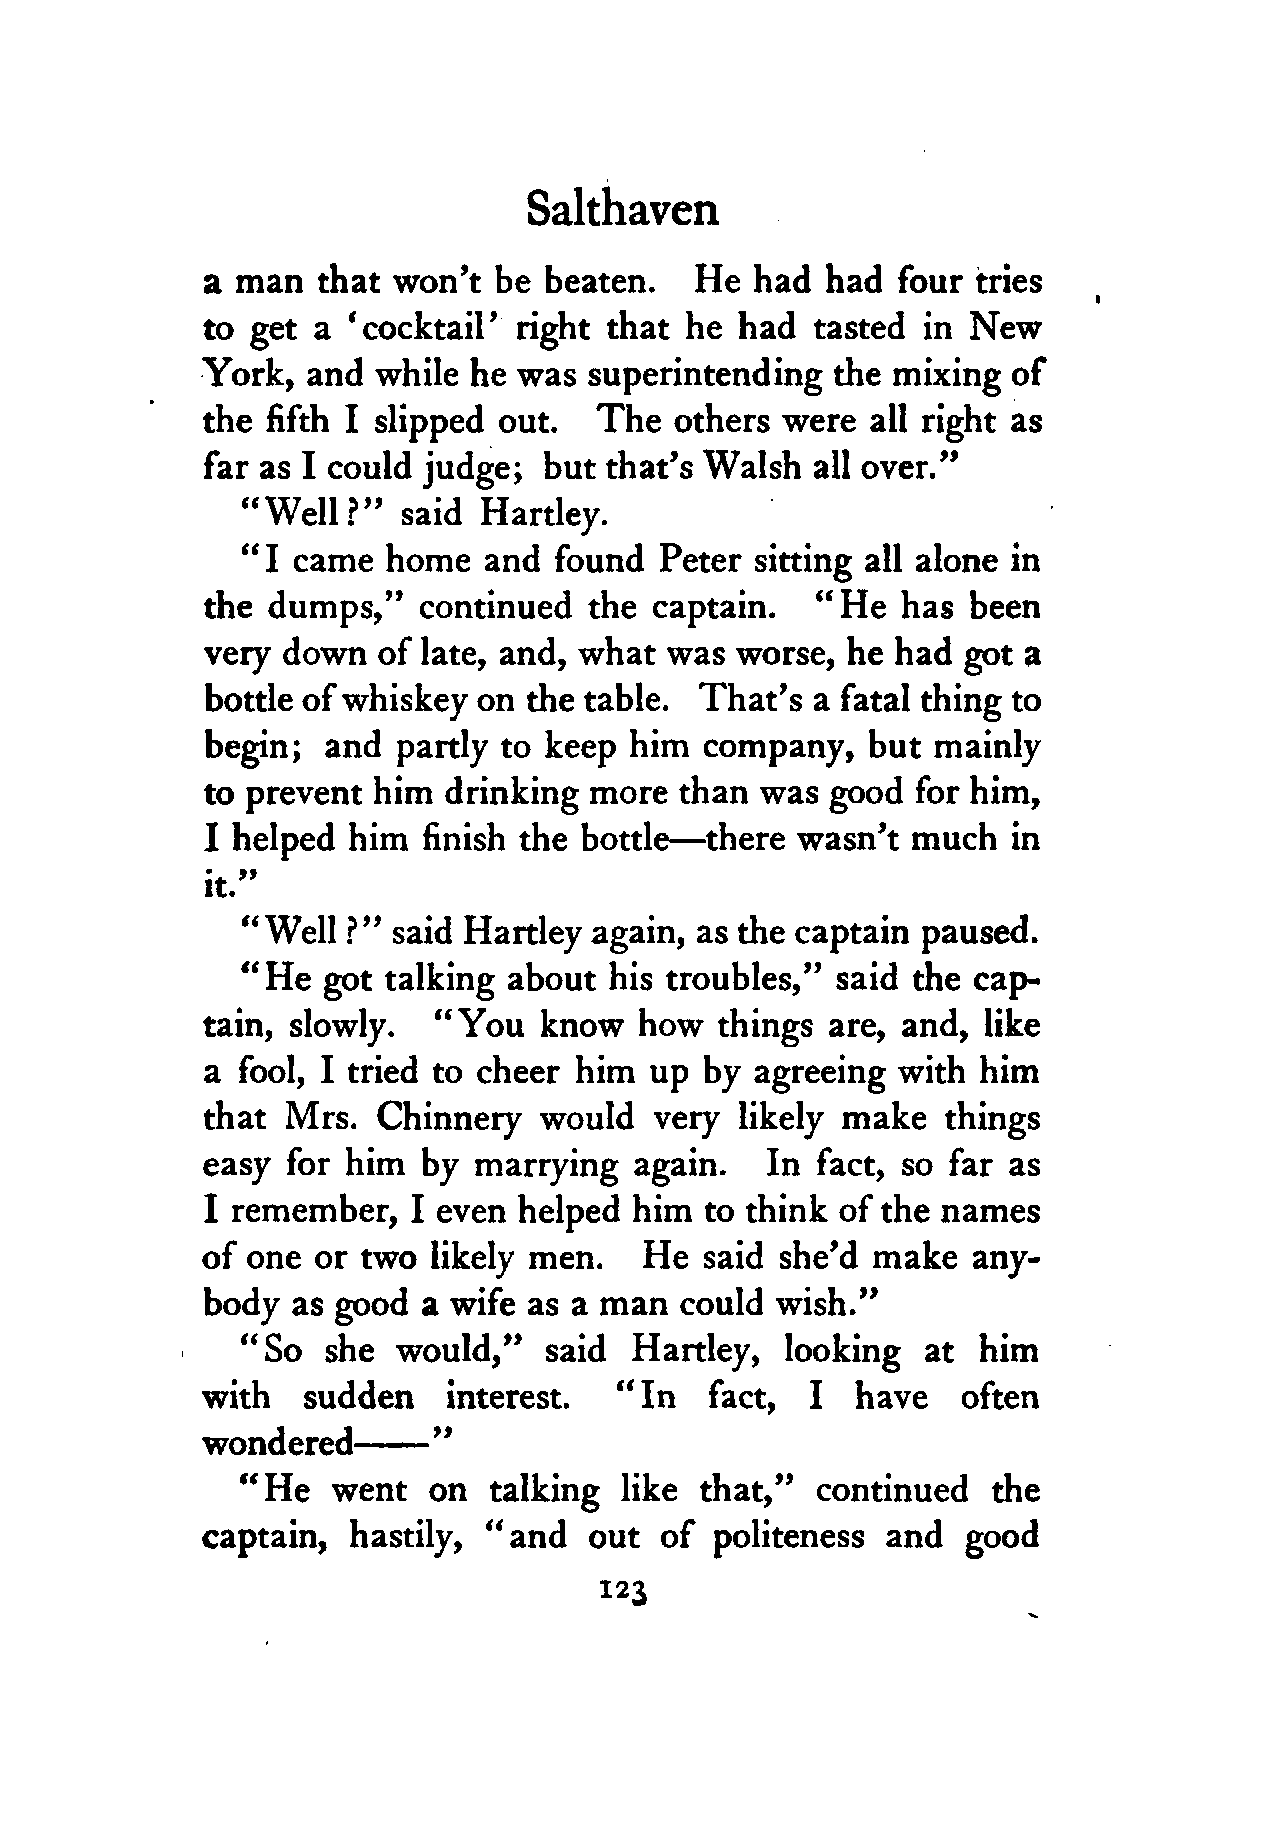 Salthaven
a man that won't be beaten. He had had four tries
to get a 'cocktail' right that he had tasted in New
York, and while he was superintending the mixing of
the fifth I slipped out. The others were all right as
far as I could judge; but that's Walsh all over."
"Well?" said Hartley.
"I came home and found Peter sitting all alone in
the dumps," continued the captain. "He has been
very down of late, and, what was worse, he had got a
bottle of whiskey on the table. That's a fatal thing to
begin; and partly to keep him company, but mainly
to prevent him drinking more than was good for him,
I helped him finish the bottle—there wasn't much in
it."
"Well?" said Hartley again, as the captain paused.
"He got talking about his troubles," said the cap-
tain, slowly. "You know how things are, and, like
a fool, I tried to cheer him up by agreeing with him
that Mrs. Chinnery would very likely make things
easy for him by marrying again. In fact, so far as
I remember, I even helped him to think of the names
of one or two likely men. He said she'd make any-
body as good a wife as a man could wish."
"So she would," said Hartley, looking at him
with sudden interest. "In fact, I have often
wondered——"
"He went on talking like that," continued the
captain, hastily, "and out of politeness and good
123